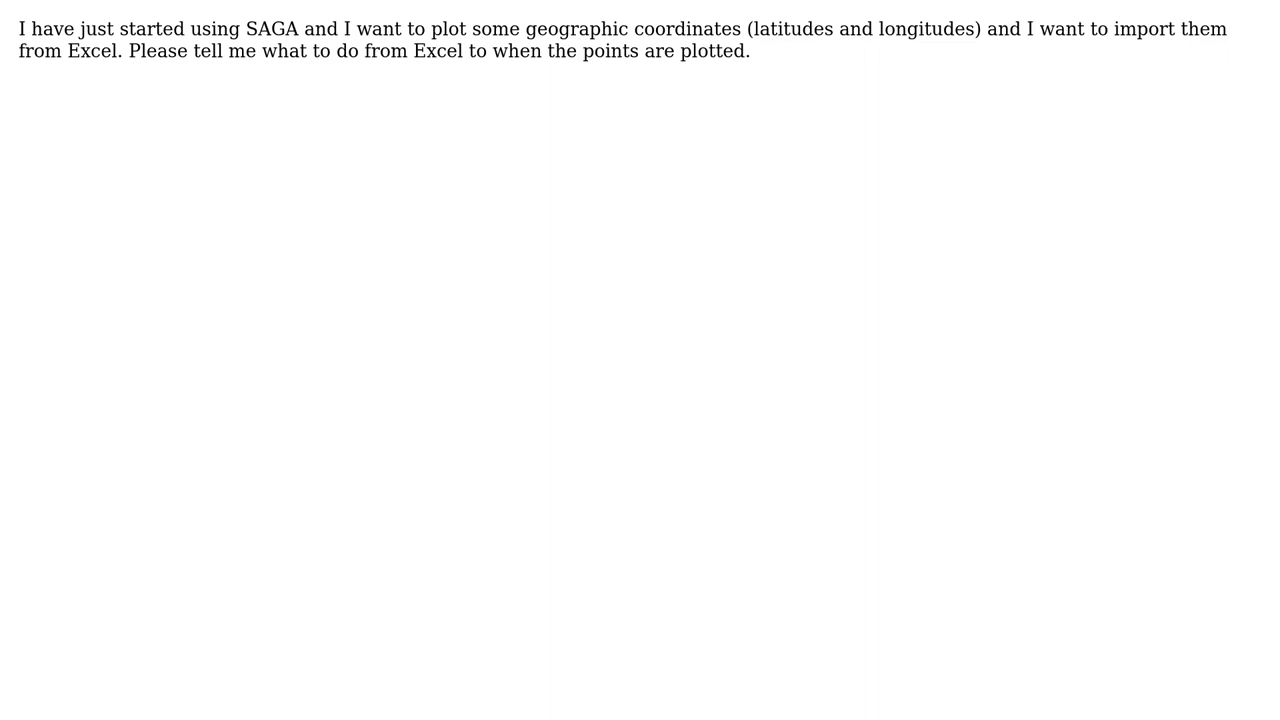 I have just started using SAGA and I want to plot some geographic coordinates (latitudes and longitudes) and I want to import them
from Excel. Please tell me what to do from Excel to when the points are plotted.